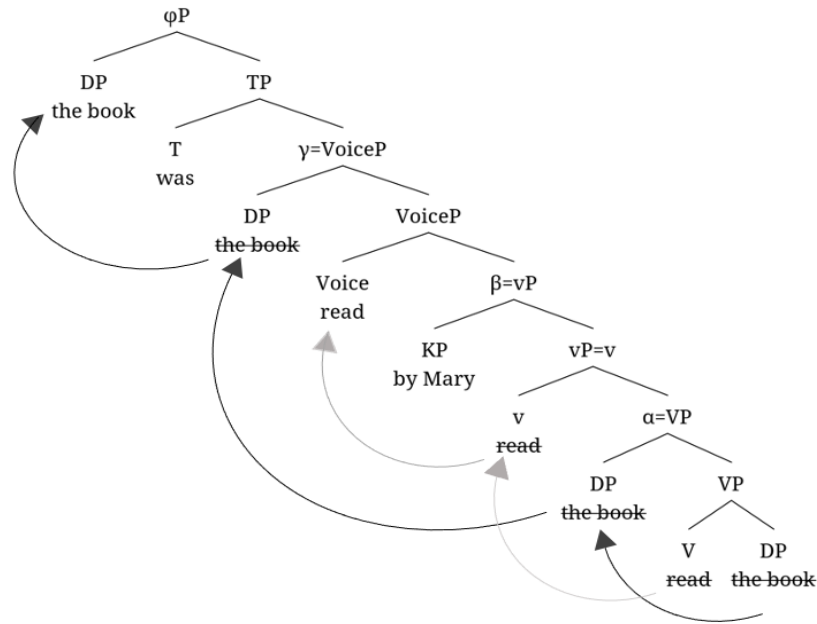 φP
DP TP
the book
T γ=VoiceP
was
DP VoiceP
the book
Voice β=vP
read
KP vP=v
by Mary
v α=VP
read
DP VP
the book
V DP
read the book